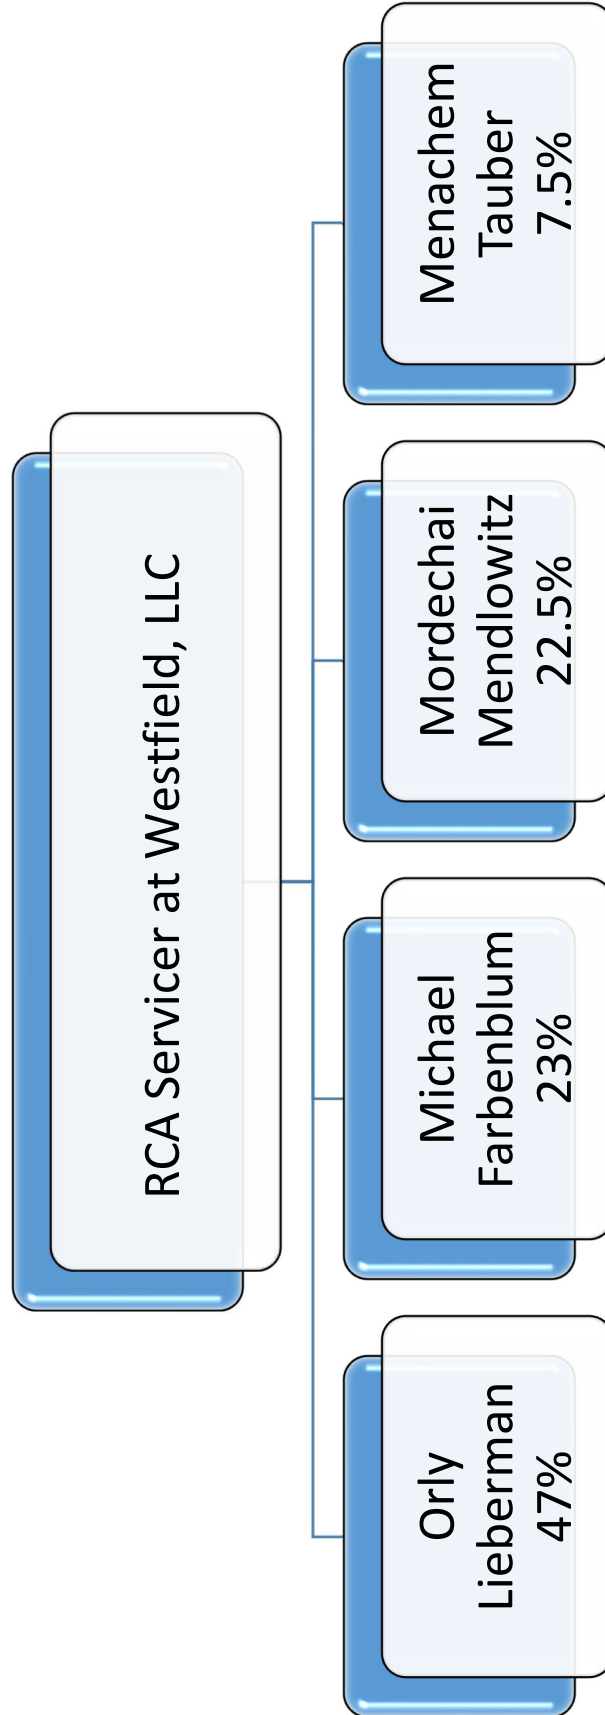 RCA Servicer at Westfield, LLC
Orly
Lieberman
47%
Michael
Farbenblum
23%
Mordechai
Mendlowitz
22.5%
Menachem
Tauber
7.5%